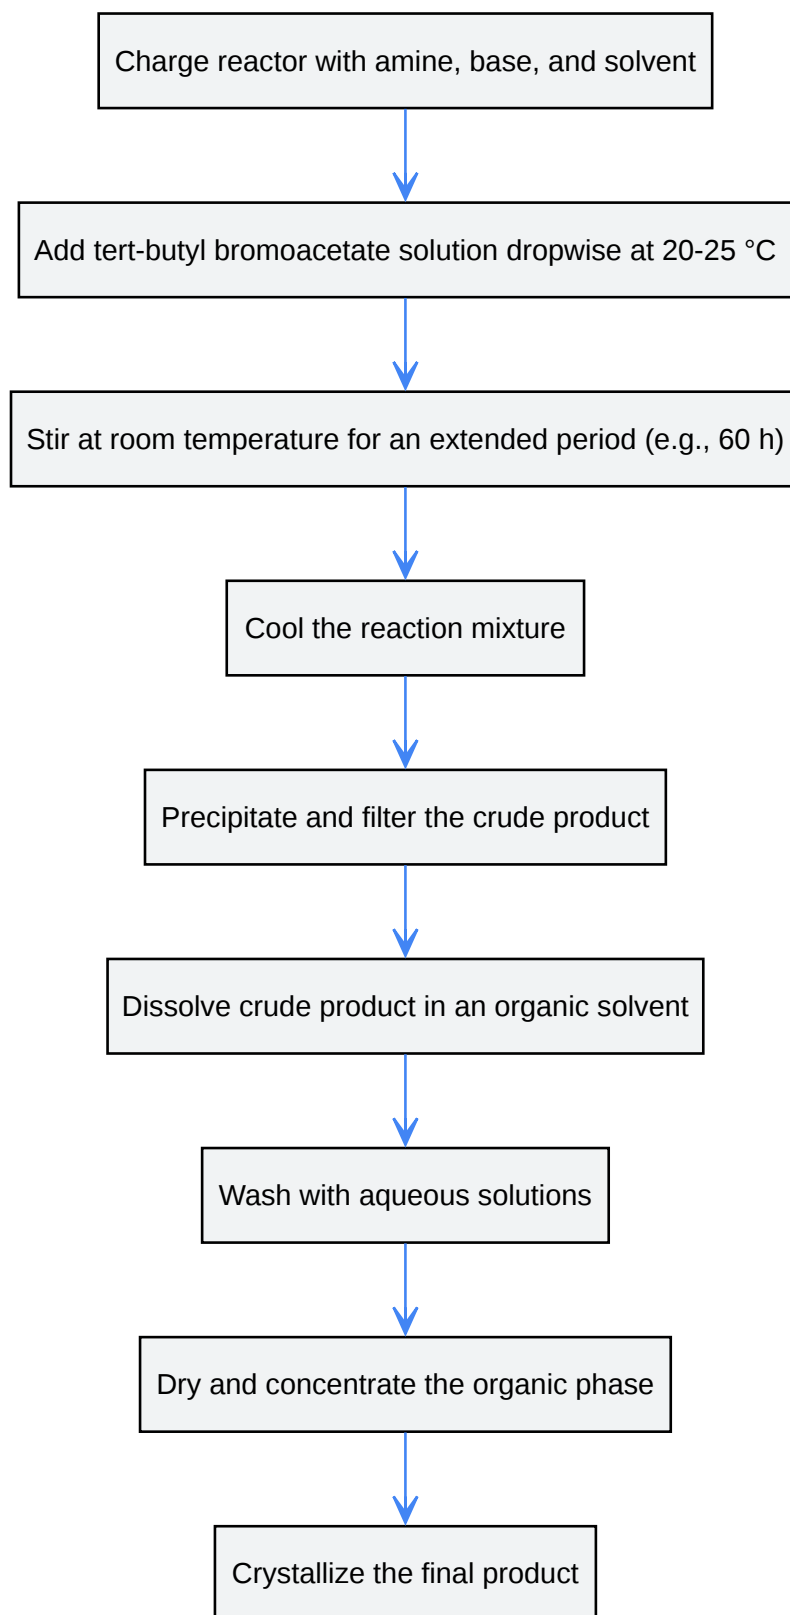 Charge reactor with amine, base, and solvent
Add tert-butyl bromoacetate solution dropwise at 20-25 °C
Stir at room temperature for an extended period (e.g., 60 h)
Cool the reaction mixture
Precipitate and filter the crude product
Dissolve crude product in an organic solvent
Wash with aqueous solutions
Dry and concentrate the organic phase
Crystallize the final product